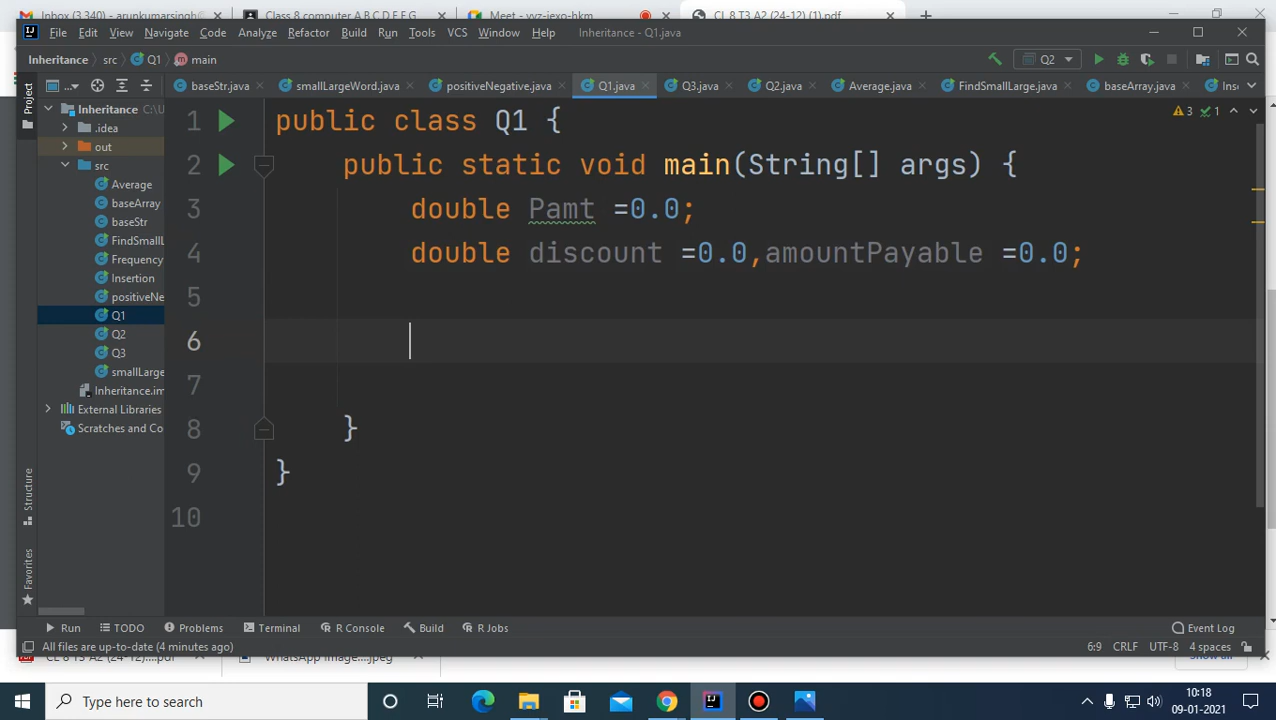 Inbox (3,340) - arunkumarsingh@ Class 8 computer A B C D E F G Meet - vyz-jexo-hkm CL 8 T3 A2 (24-12) (1).pdf
File Edit View Navigate Code Analyze Refactor Build Run Tools VCS Window Help Inheritance - Q1.java
Inheritance src Q1 main Q2
... baseStr.java smallLargeWord.java positiveNegative.java Q1.java Q3.java Q2.java Average.java FindSmallLarge.java baseArray.java Inse
Project
Inheritance C:\U
.idea
out
src
Average
baseArray
baseStr
FindSmallL
Frequency
Insertion
positiveNe
Q1
Q2
Q3
smallLarge
Inheritance.im
External Libraries
Scratches and Co
Structure
Favorites
3 1
1 public class Q1 {
2 public static void main(String[] args) {
3 double Pamt =0.0;
4 double discount =0.0,amountPayable =0.0;
5
6
7
8 }
9 }
10
Run TODO Problems Terminal R Console Build R Jobs Event Log
All files are up-to-date (4 minutes ago) 6:9 CRLF UTF-8 4 spaces
CL 8 T3 A2 (24-12)....pdf WhatsApp Image....jpeg Show all
Type here to search 10:18
09-01-2021